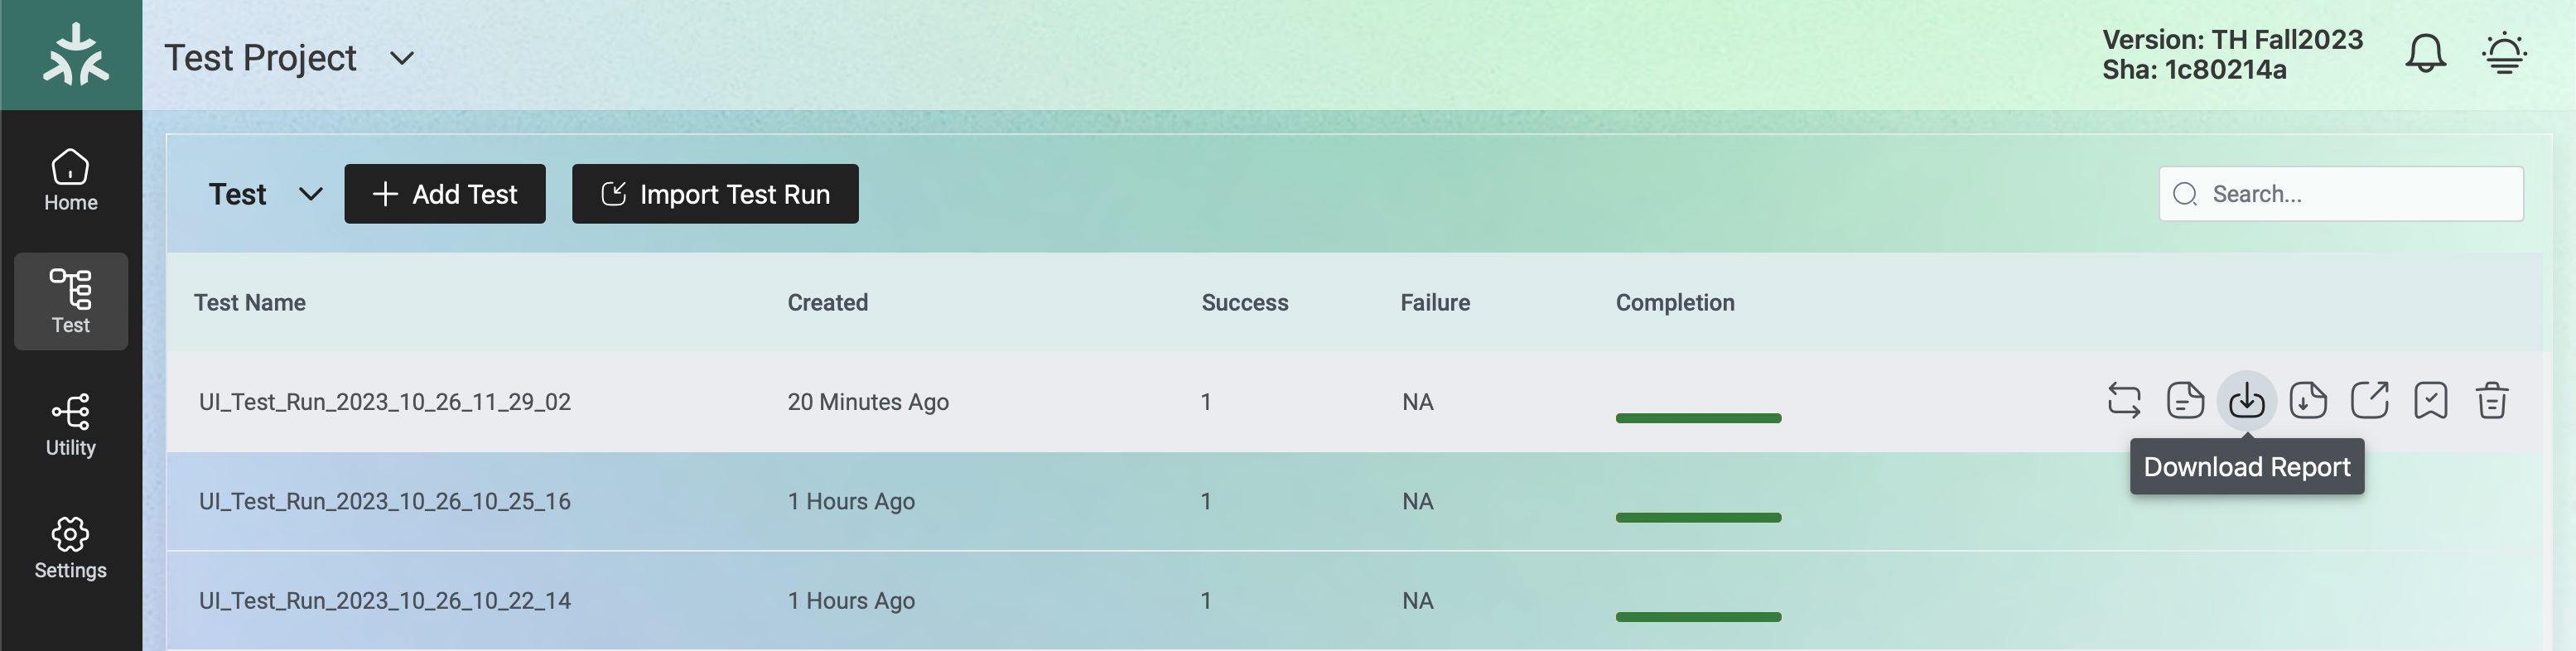 Test Project
Version: TH Fall2023
Sha: 1c80214a
Home
Test
Utility
Settings
Test
Add Test
Import Test Run
Search...
Test Name Created Success Failure Completion
UI_Test_Run_2023_10_26_11_29_02 20 Minutes Ago 1 NA
Download Report
UI_Test_Run_2023_10_26_10_25_16 1 Hours Ago 1 NA
UI_Test_Run_2023_10_26_10_22_14 1 Hours Ago 1 NA